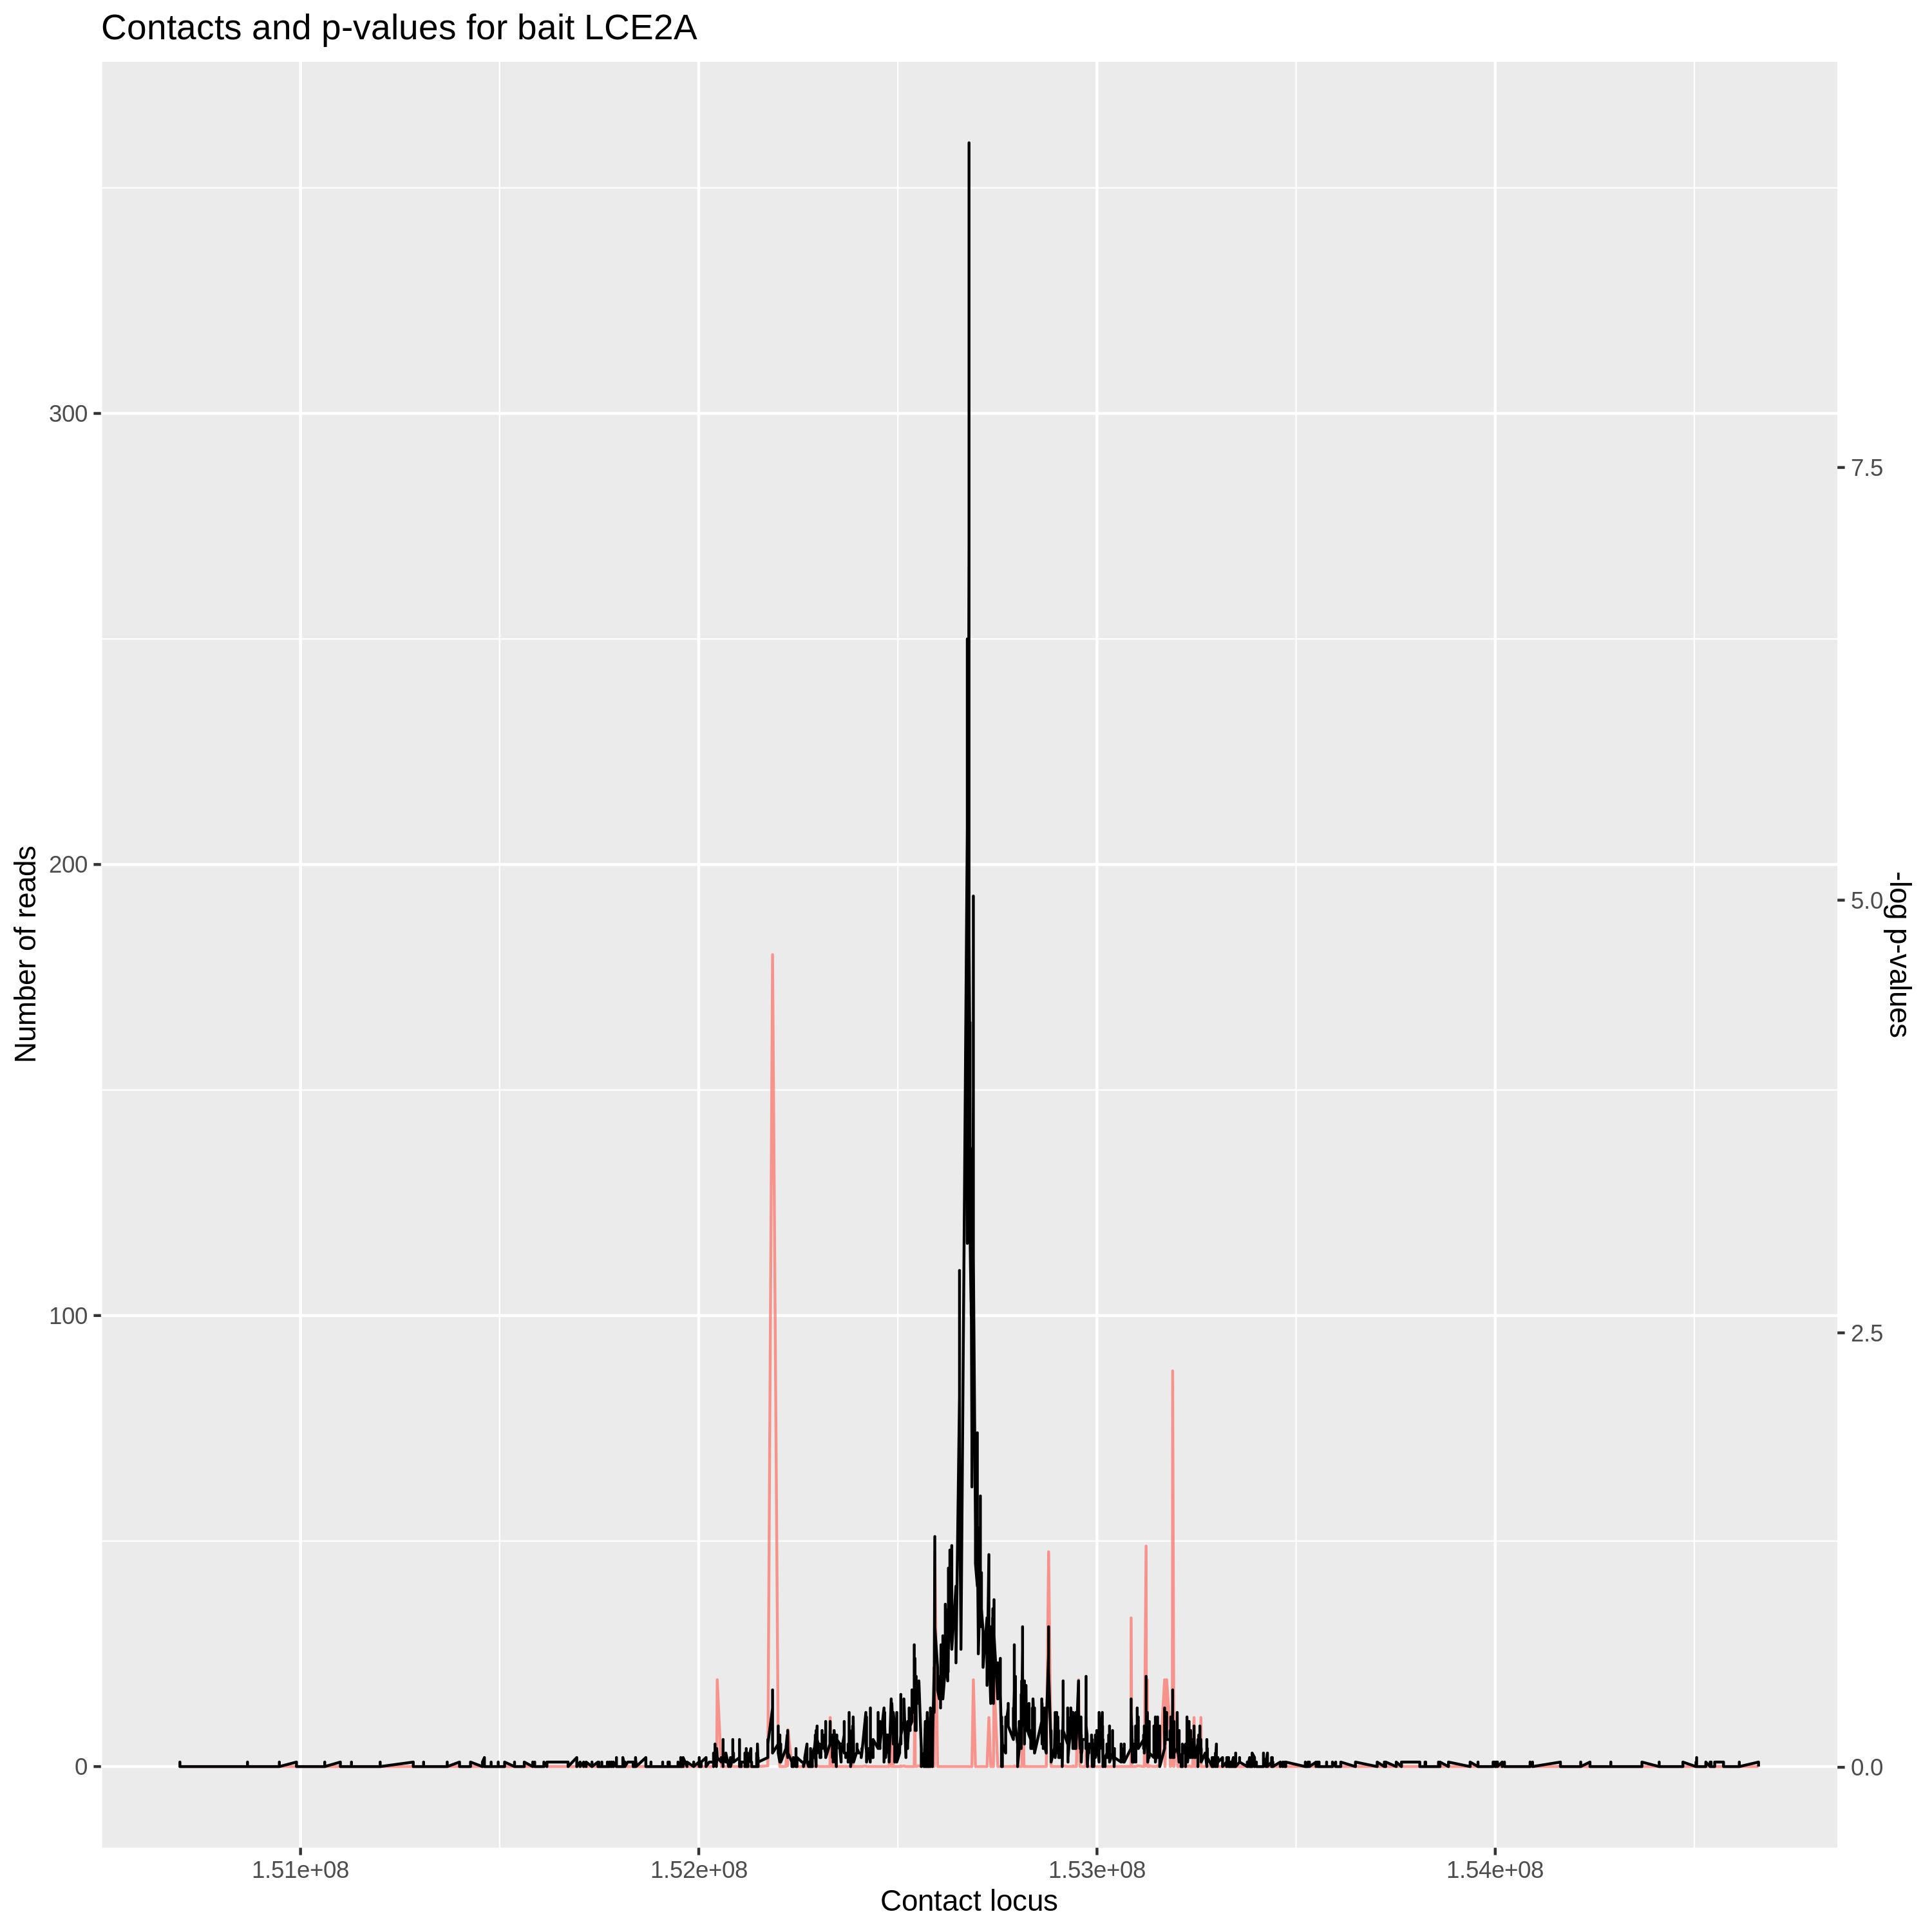 Contacts and p-values for bait LCE2A
Number of reads
300
200
100
0
7.5
5.0
2.5
0.0
-log p-values
1.51e+08
1.52e+08
1.53e+08
1.54e+08
Contact locus